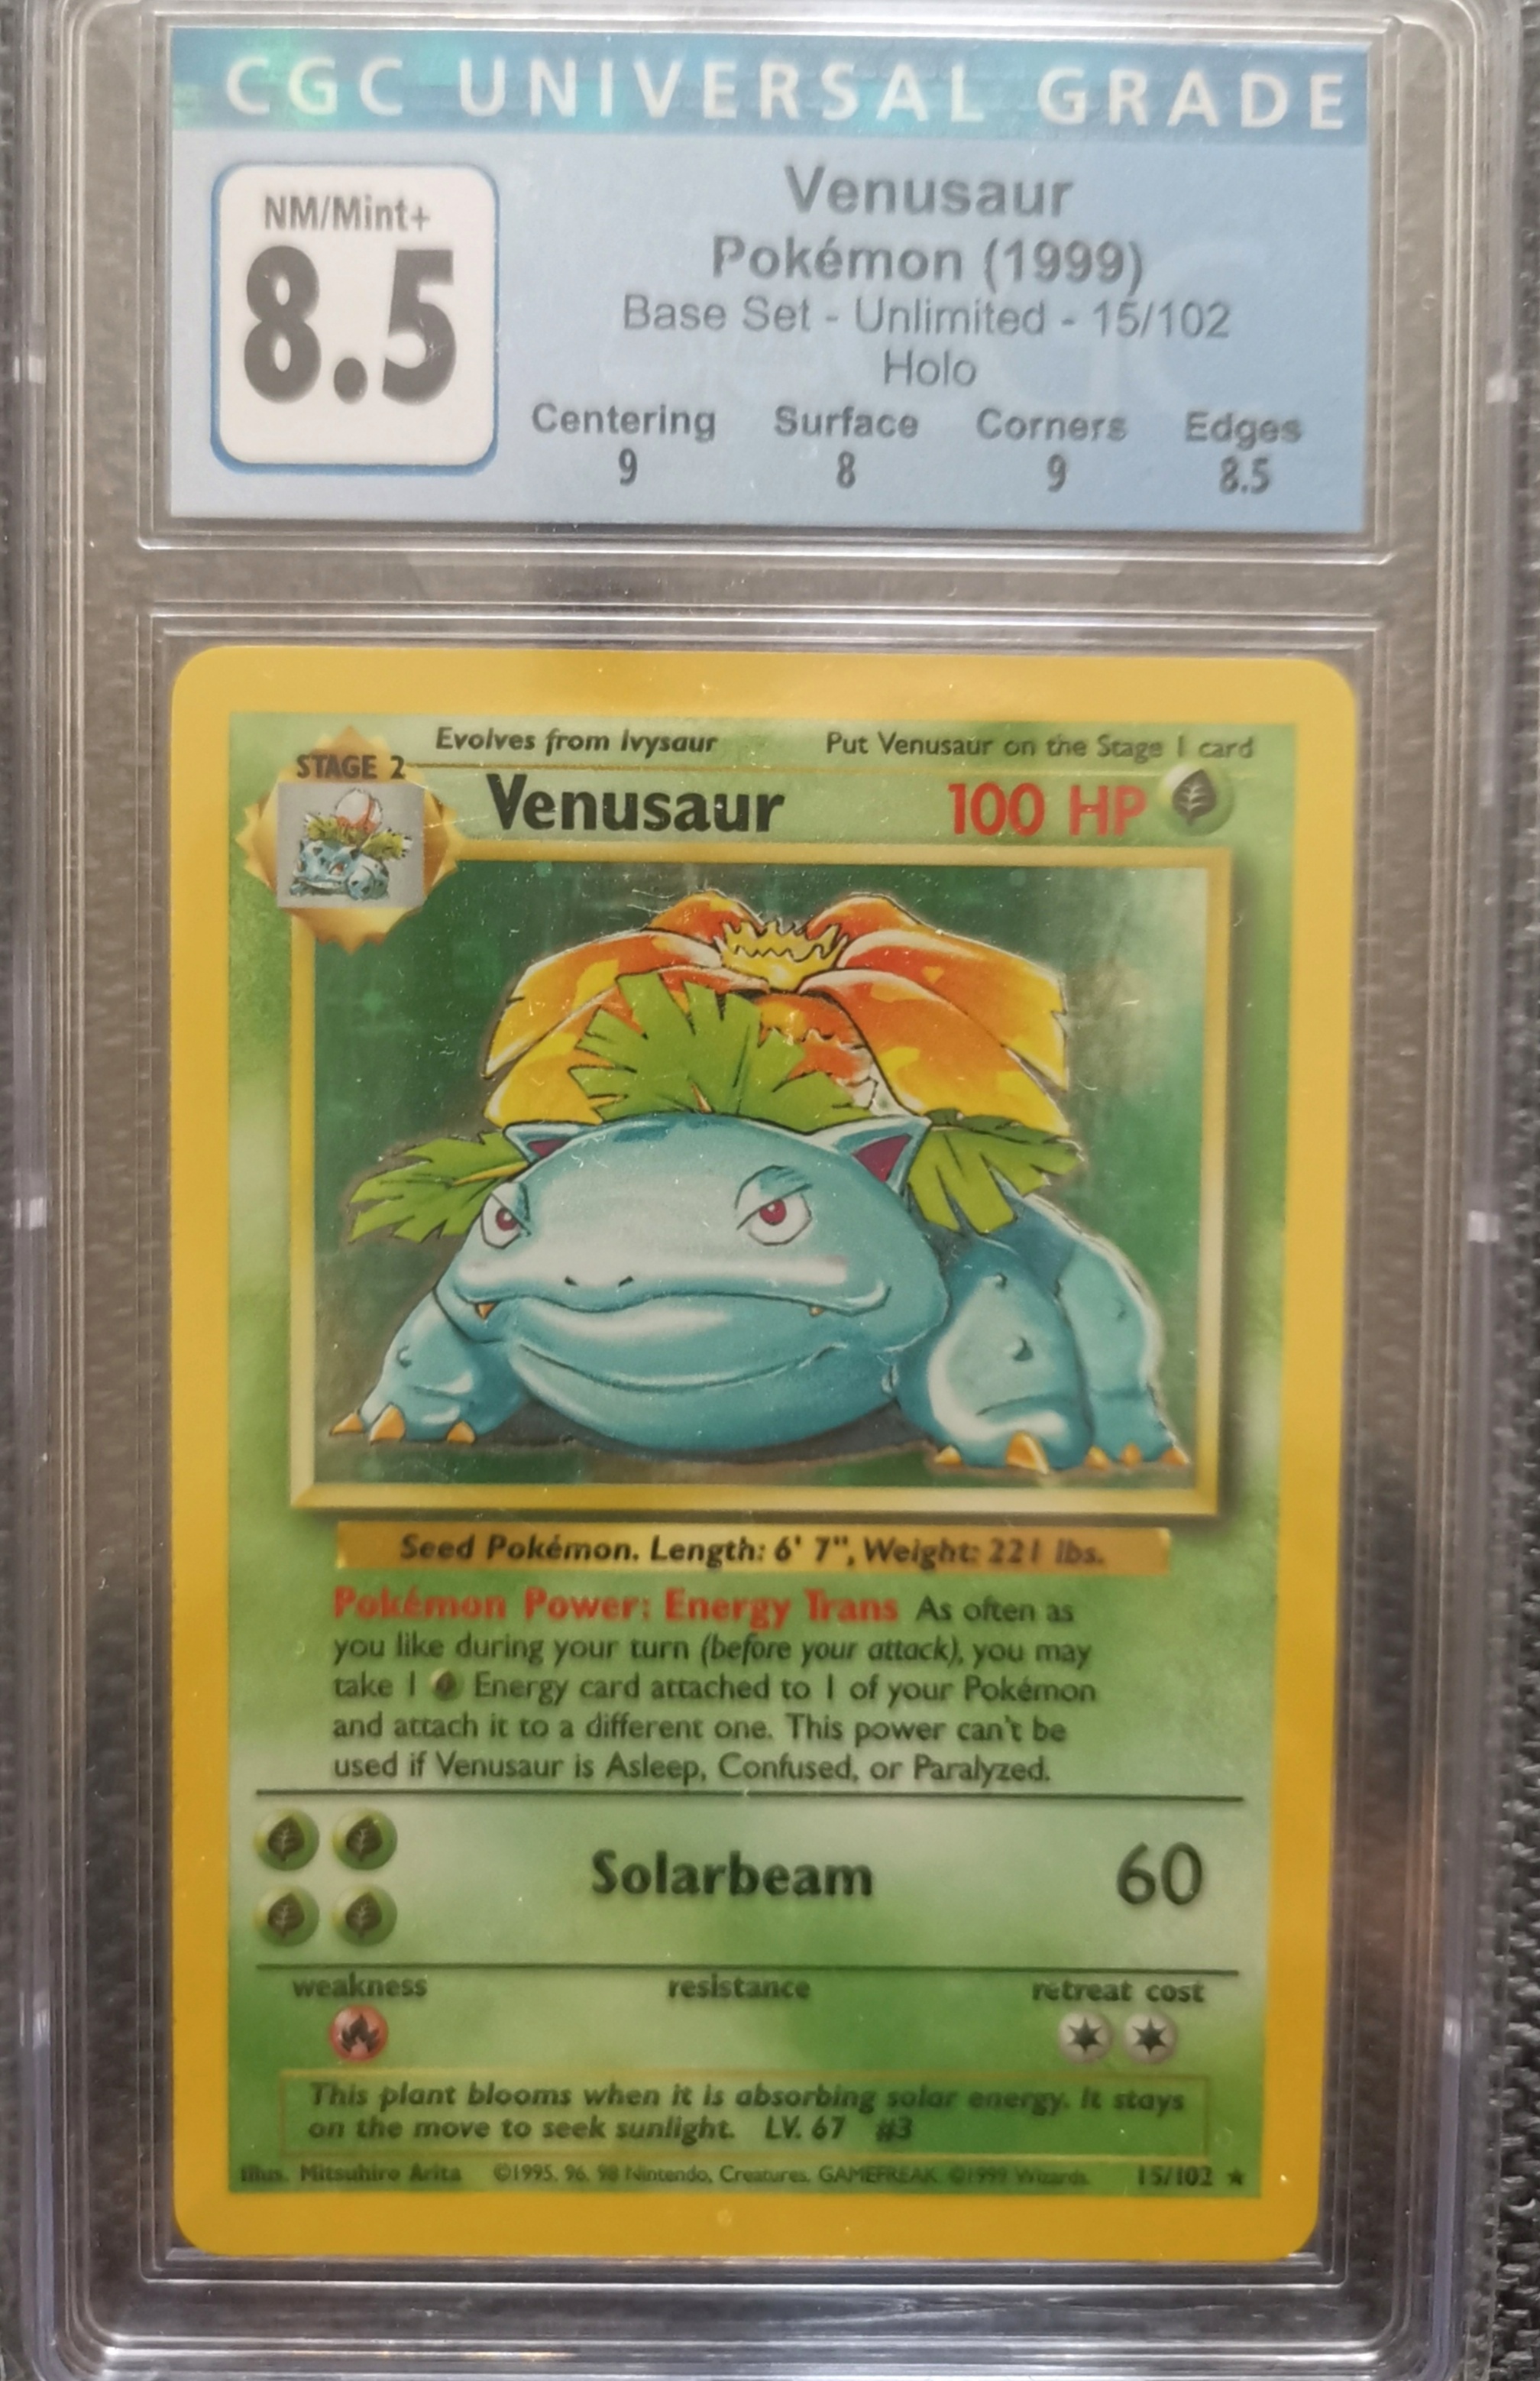 CGC UNIVERSAL GRADE
NM/Mint+
8.5
Venusaur
Pokémon (1999)
Base Set - Unlimited - 15/102
Holo
Centering Surface Corners Edges
9 8 9 8.5
Evolves from Ivysaur Put Venusaur on the Stage 1 card
STAGE 2
Venusaur 100 HP
Seed Pokémon. Length: 6' 7", Weight: 221 lbs.
Pokémon Power: Energy Trans As often as
you like during your turn (before your attack), you may
take 1 Energy card attached to 1 of your Pokémon
and attach it to a different one. This power can't be
used if Venusaur is Asleep, Confused, or Paralyzed.
Solarbeam 60
weakness resistance retreat cost
This plant blooms when it is absorbing solar energy. It stays
on the move to seek sunlight. LV. 67 #3
Illus. Mitsuhiro Arita ©1995, 96, 98 Nintendo, Creatures, GAMEFREAK. ©1999 Wizards. 15/102 ★